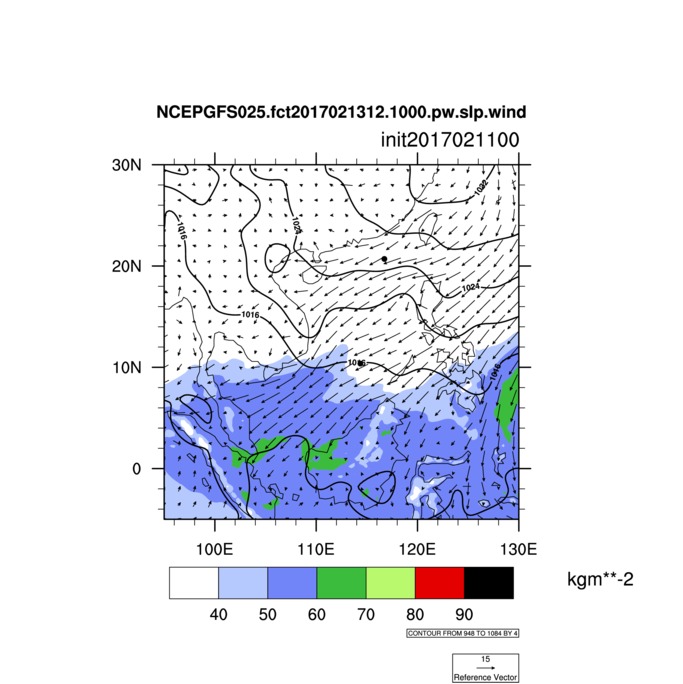 NCEPGFS025.fct2017021312.1000.pw.slp.wind
init2017021100
30N
20N
10N
0
1016
1024
1032
1024
1016
1016
1016
100E
110E
120E
130E
40
50
60
70
80
90
kgm**-2
CONTOUR FROM 948 TO 1084 BY 4
15
Reference Vector